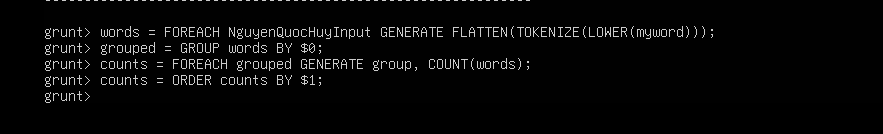 grunt> words = FOREACH NguyenQuocHuyInput GENERATE FLATTEN(TOKENIZE(LOWER(myword)));
grunt> grouped = GROUP words BY $0;
grunt> counts = FOREACH grouped GENERATE group, COUNT(words);
grunt> counts = ORDER counts BY $1;
grunt>